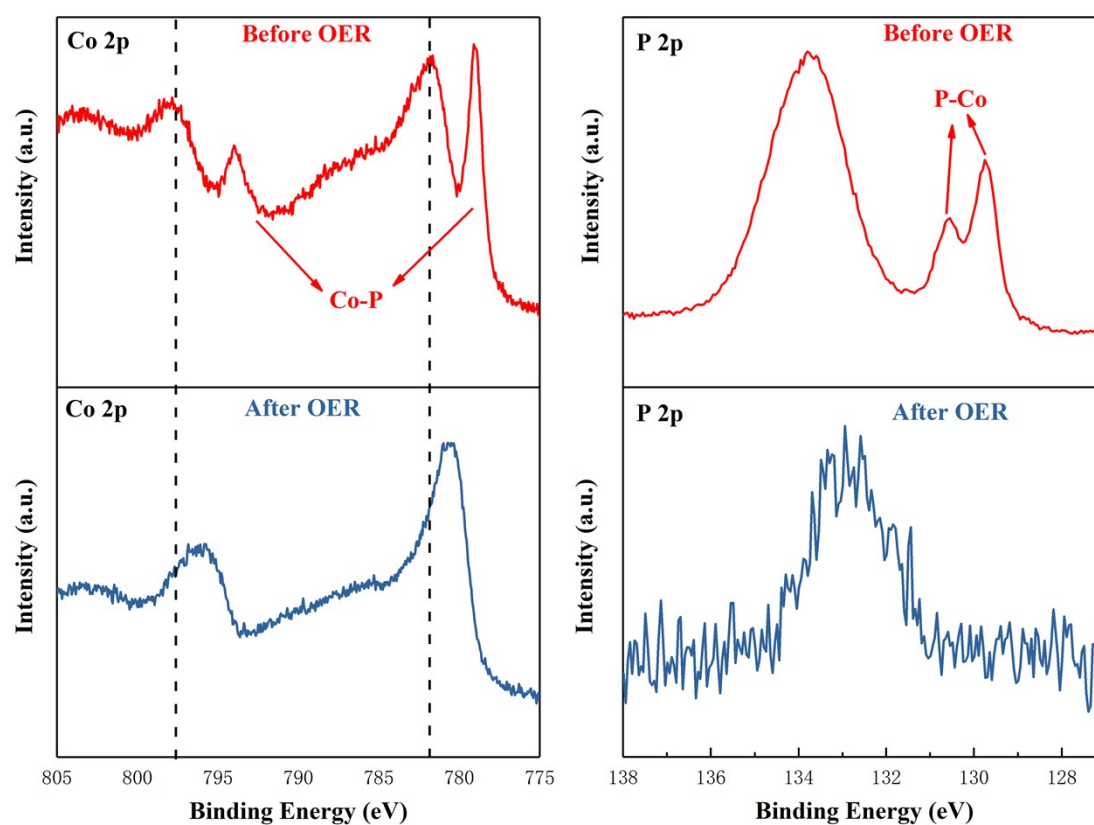 Co 2p
Before OER
Co-P
Intensity (a.u.)
Co 2p
After OER
Intensity (a.u.)
805 800 795 790 785 780 775
Binding Energy (eV)
P 2p
Before OER
P-Co
Intensity (a.u.)
P 2p
After OER
Intensity (a.u.)
138 136 134 132 130 128
Binding Energy (eV)